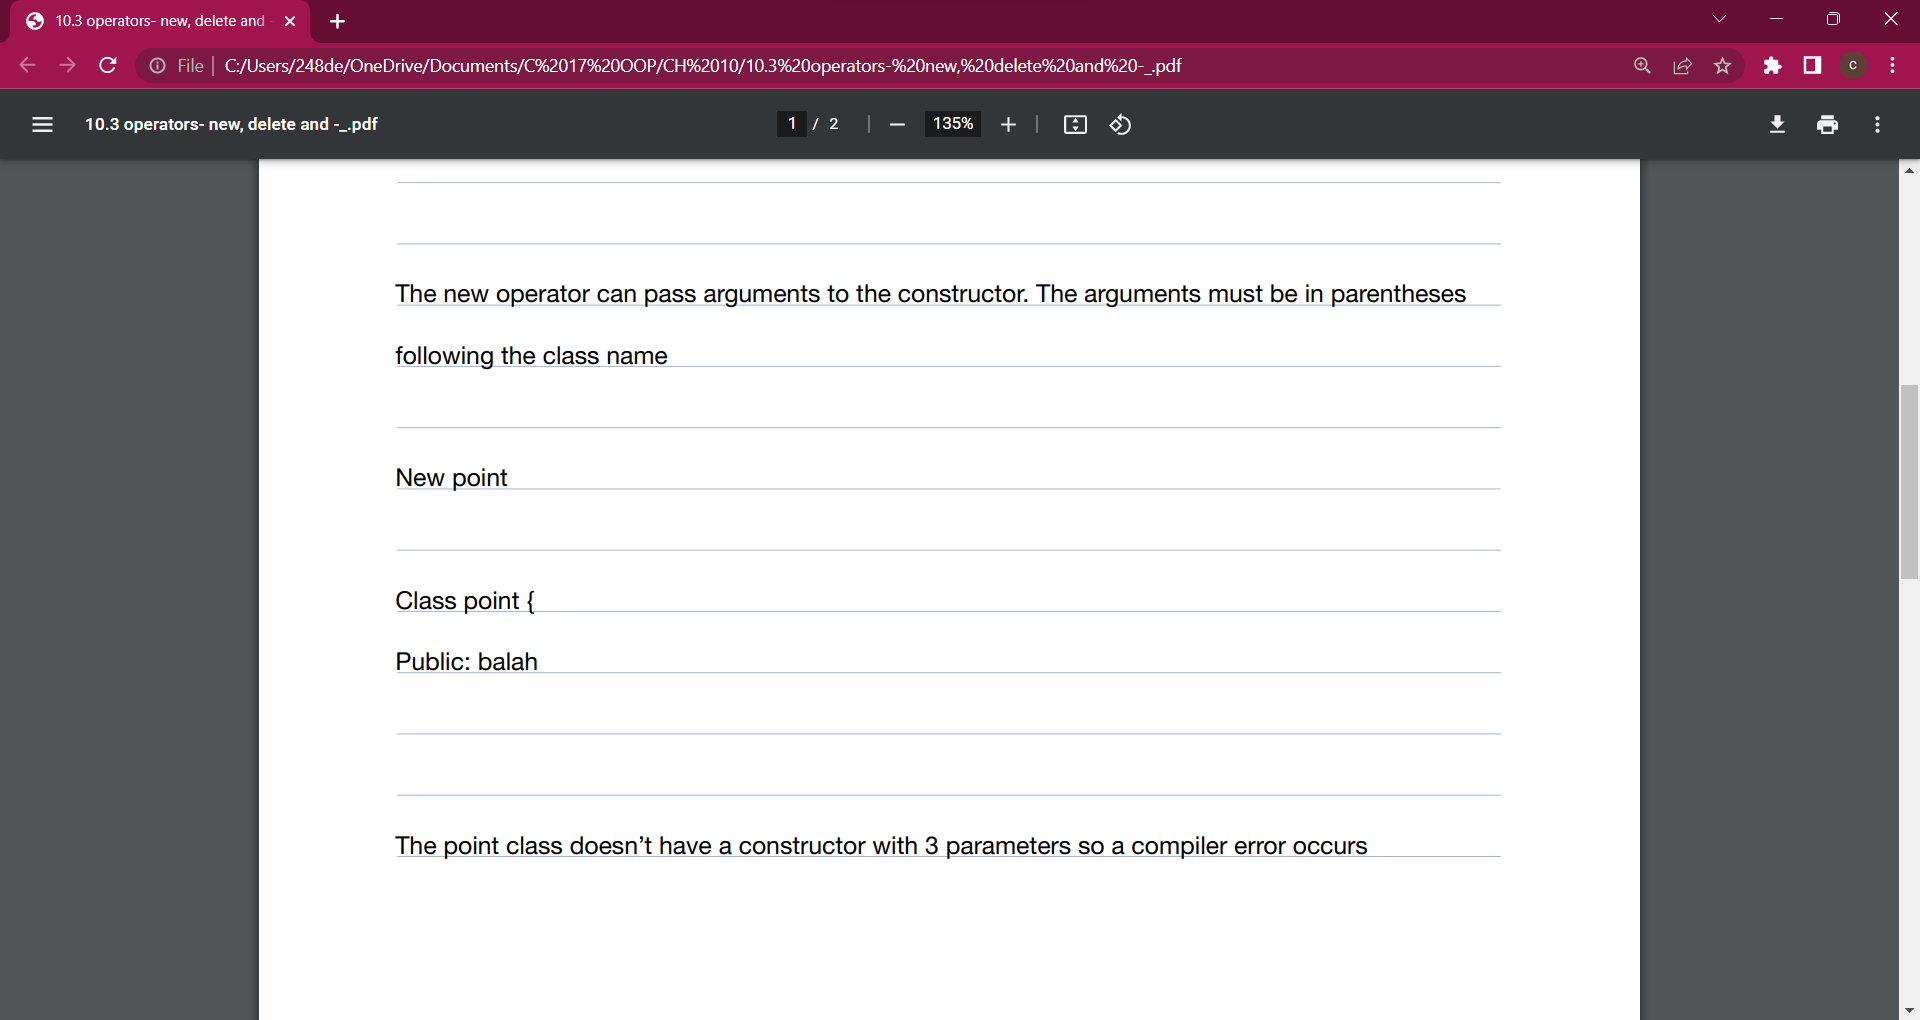 10.3 operators- new, delete and -
File
C:/Users/248de/OneDrive/Documents/C%2017%20OOP/CH%2010/10.3%20operators-%20new,%20delete%20and%20-_.pdf
C
10.3 operators- new, delete and -_.pdf
1 / 2
135%
The new operator can pass arguments to the constructor. The arguments must be in parentheses
following the class name
New point
Class point {
Public: balah
The point class doesn’t have a constructor with 3 parameters so a compiler error occurs